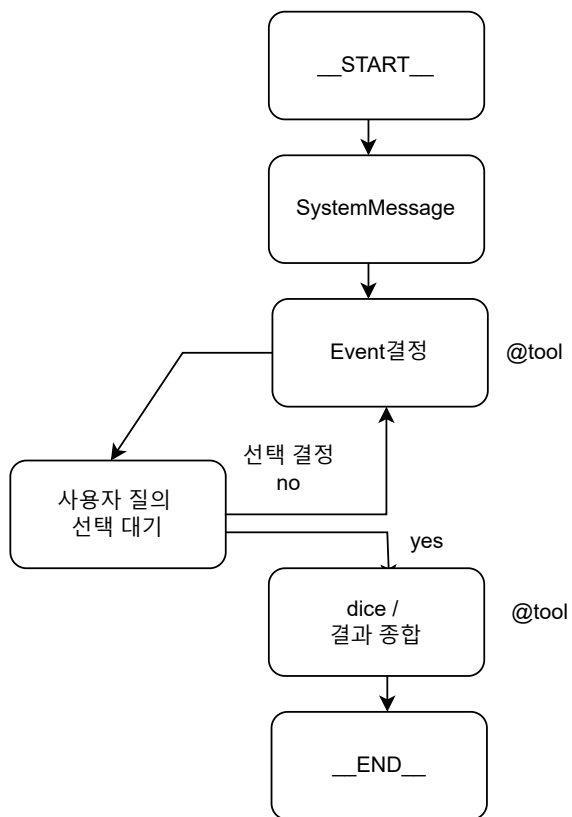 __START__
SystemMessage
Event결정
@tool
선택 결정
no
사용자 질의
선택 대기
yes
dice /
결과 종합
@tool
__END__